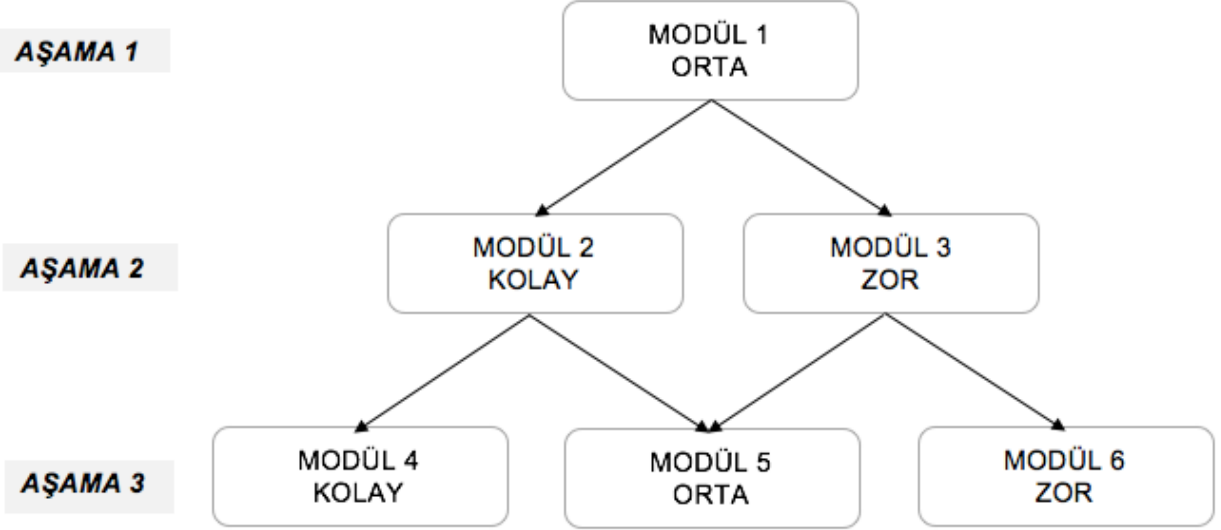 AŞAMA 1
MODÜL 1
ORTA
AŞAMA 2
MODÜL 2
KOLAY
MODÜL 3
ZOR
AŞAMA 3
MODÜL 4
KOLAY
MODÜL 5
ORTA
MODÜL 6
ZOR